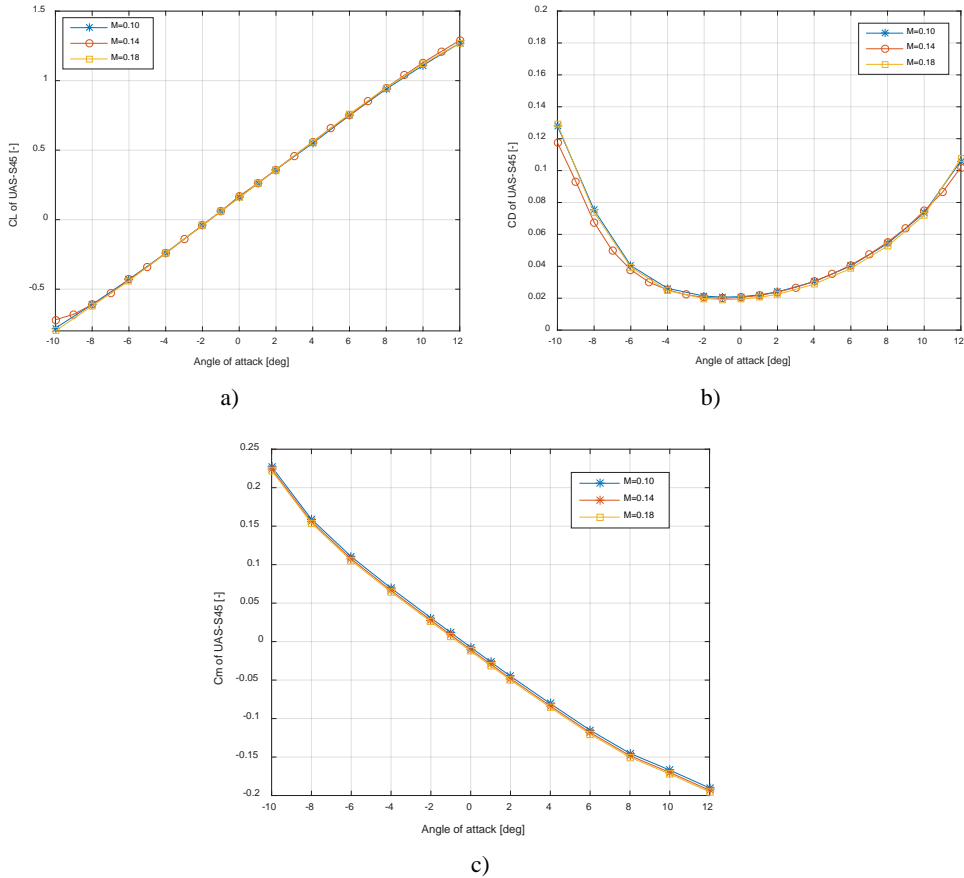 1.5
M=0.10
M=0.14
M=0.18
1
0.5
0
-0.5
CL of UAS-S45 [-]
-10 -8 -6 -4 -2 0 2 4 6 8 10 12
Angle of attack [deg]
a)
0.2
0.18
0.16
0.14
0.12
0.1
0.08
0.06
0.04
0.02
0
M=0.10
M=0.14
M=0.18
CD of UAS-S45 [-]
-10 -8 -6 -4 -2 0 2 4 6 8 10 12
Angle of attack [deg]
b)
0.25
0.2
0.15
0.1
0.05
0
-0.05
-0.1
-0.15
-0.2
M=0.10
M=0.14
M=0.18
Cm of UAS-S45 [-]
-10 -8 -6 -4 -2 0 2 4 6 8 10 12
Angle of attack [deg]
c)